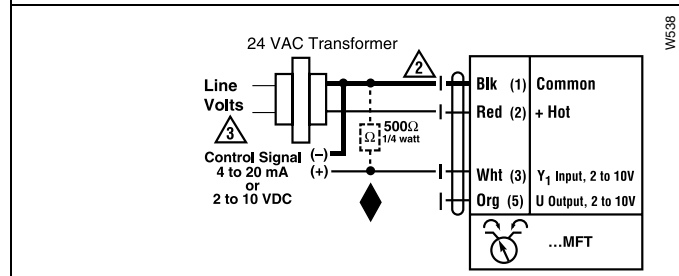 W538
24 VAC Transformer
Line
Volts
3
2
Control Signal (–)
4 to 20 mA (+)
or
2 to 10 VDC
Ω
500Ω
1/4 watt
Blk (1) Common
Red (2) + Hot
Wht (3) Y₁ Input, 2 to 10V
Org (5) U Output, 2 to 10V
...MFT